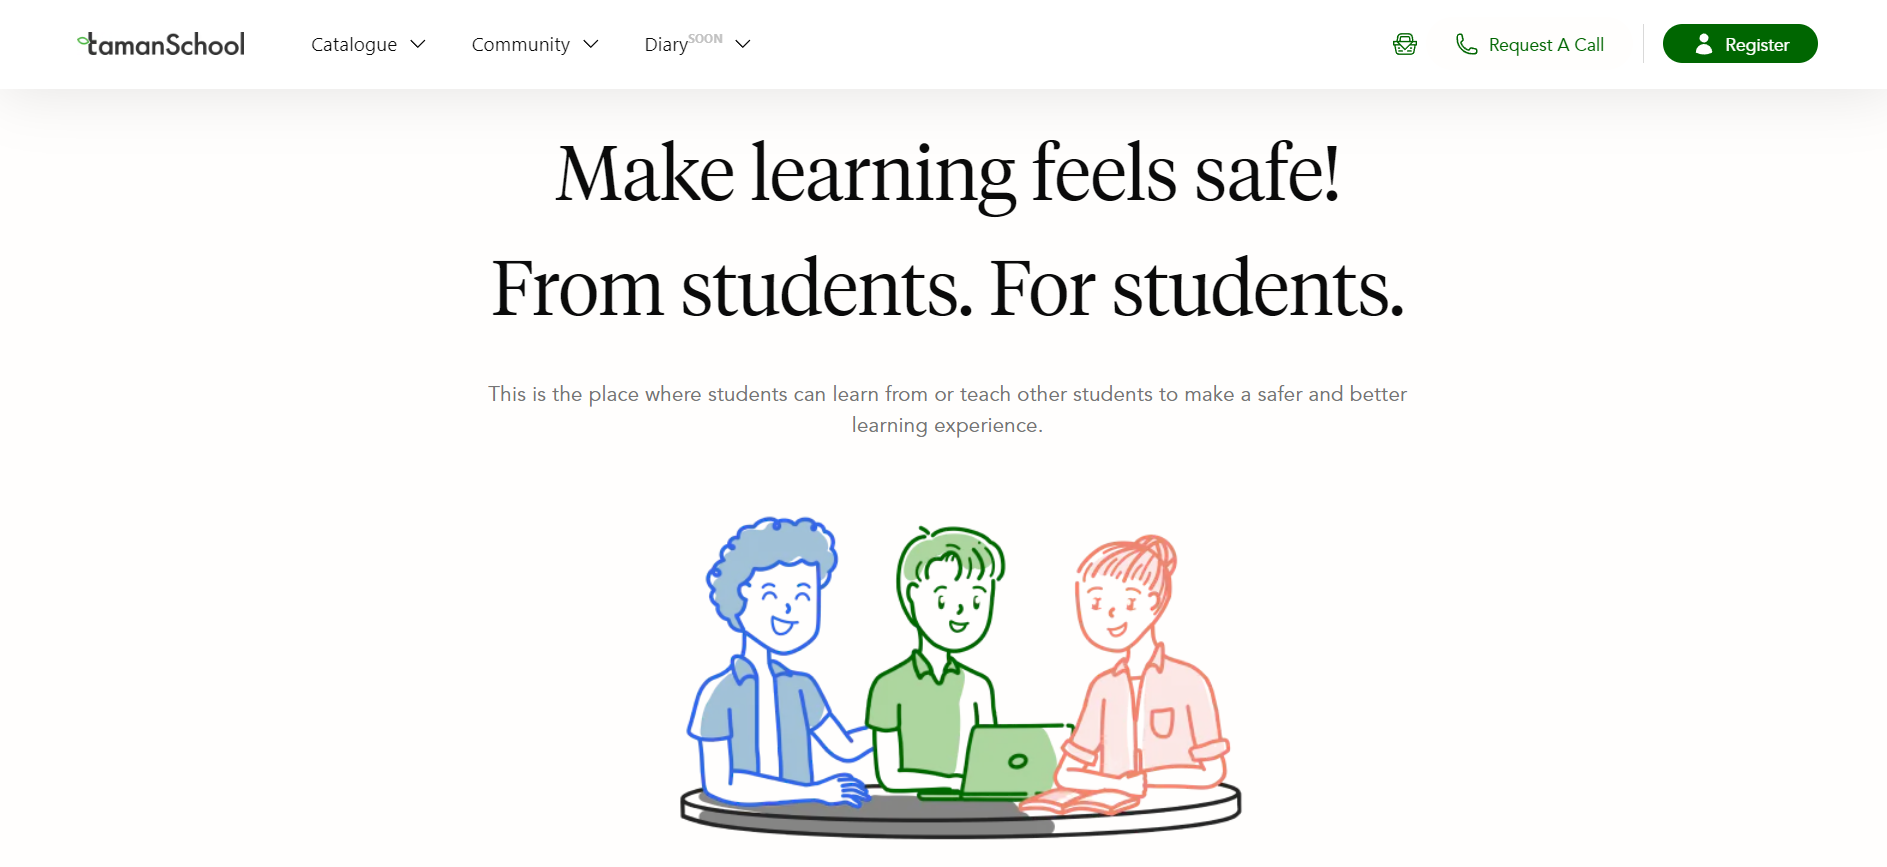 tamanSchool
Catalogue
Community
Diary SOON
Request A Call
Register
Make learning feels safe!
From students. For students.
This is the place where students can learn from or teach other students to make a safer and better
learning experience.